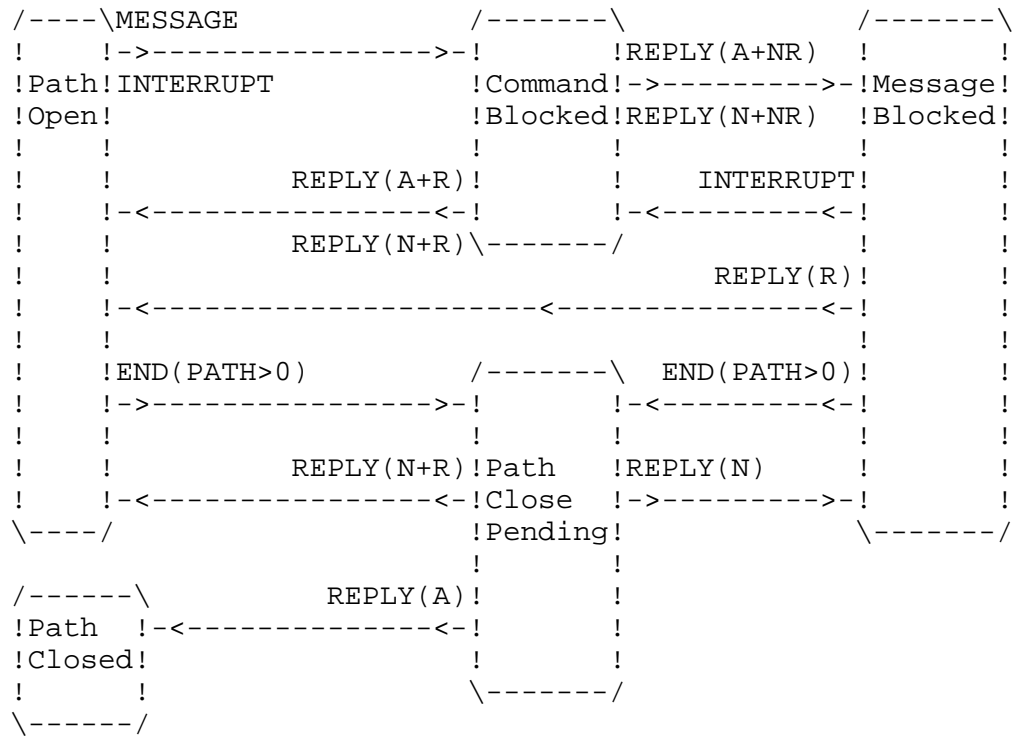 /----\MESSAGE             /-------\             /-------\
!    !->---------------->-!       !REPLY(A+NR)  !       !
!Path!INTERRUPT           !Command!->--------->-!Message!
!Open!                    !Blocked!REPLY(N+NR)  !Blocked!
!    !                    !       !             !       !
!    !          REPLY(A+R)!       !    INTERRUPT!       !
!    !-<----------------<-!       !-<---------<-!       !
!    !          REPLY(N+R)\-------/             !       !
!    !                                  REPLY(R)!       !
!    !-<----------------------<---------------<-!       !
!    !                                          !       !
!    !END(PATH>0)         /-------\  END(PATH>0)!       !
!    !->---------------->-!       !-<---------<-!       !
!    !                    !       !             !       !
!    !          REPLY(N+R)!Path   !REPLY(N)     !       !
!    !-<----------------<-!Close  !->--------->-!       !
\----/                    !Pending!             \-------/
                          !       !
/------\          REPLY(A)!       !
!Path  !-<--------------<-!       !
!Closed!                  !       !
!      !                  \-------/
\------/